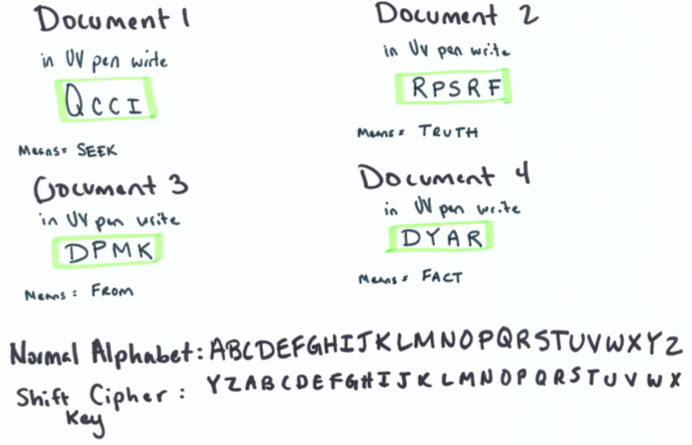 Document 1
in UV pen write
QCCI
Means= SEEK
Document 2
in UV pen write
RPSRF
Means= TRUTH
Document 3
in UV pen write
DPMK
Means: FROM
Document 4
in UV pen write
DYAR
Means= FACT
Normal Alphabet: ABCDEFGHIJKLMNOPQRSTUVWXYZ
Shift Cipher: YZABCDEFGHIJKLMNOPQRSTUVWX
Key